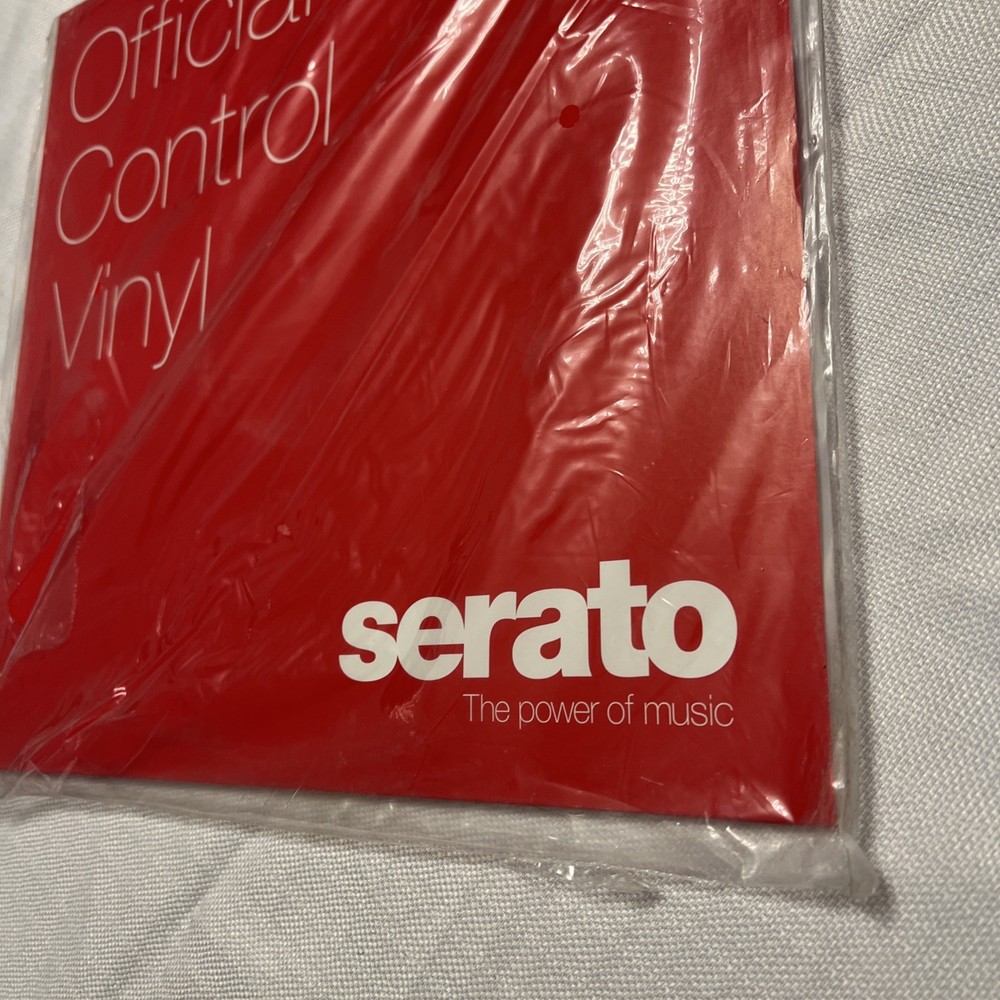 Official
Control
Vinyl
serato
The power of music